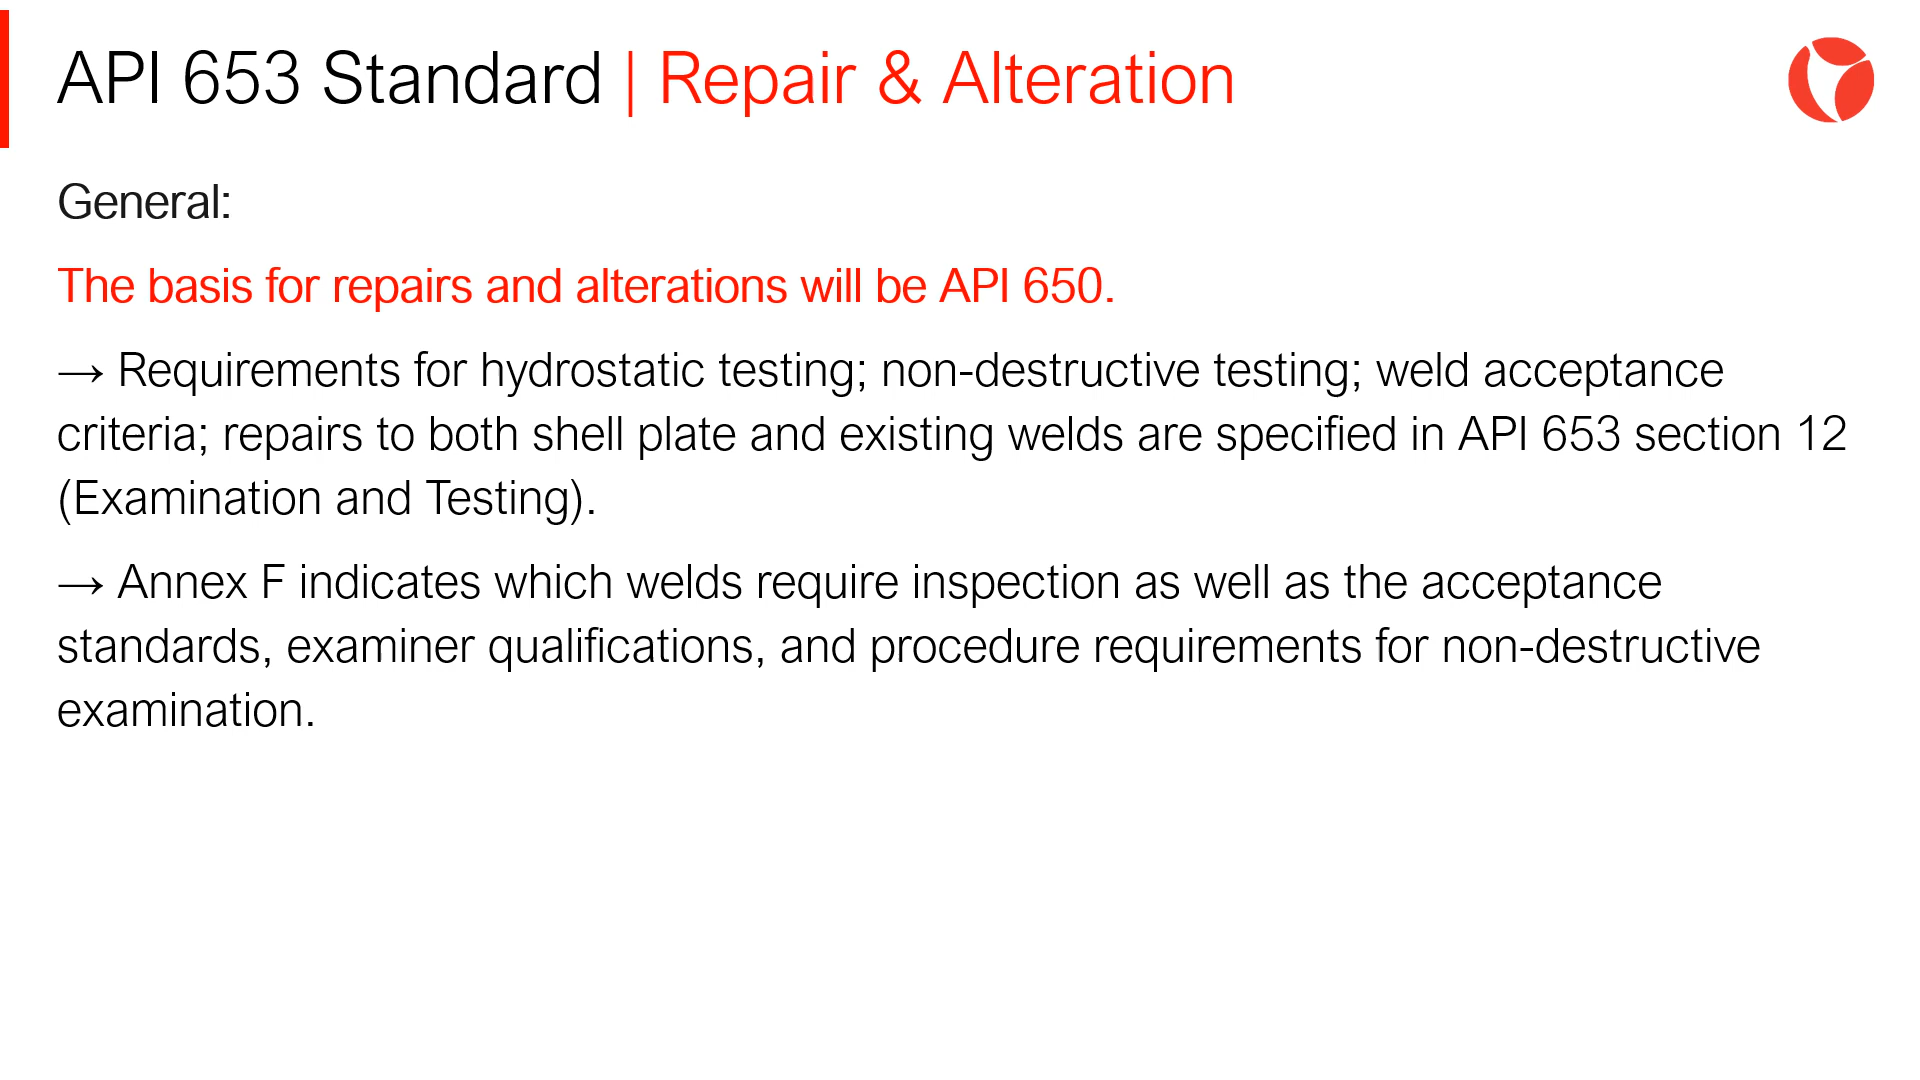 API 653 Standard | Repair & Alteration
General:
The basis for repairs and alterations will be API 650.
→ Requirements for hydrostatic testing; non-destructive testing; weld acceptance
criteria; repairs to both shell plate and existing welds are specified in API 653 section 12
(Examination and Testing).
→ Annex F indicates which welds require inspection as well as the acceptance
standards, examiner qualifications, and procedure requirements for non-destructive
examination.